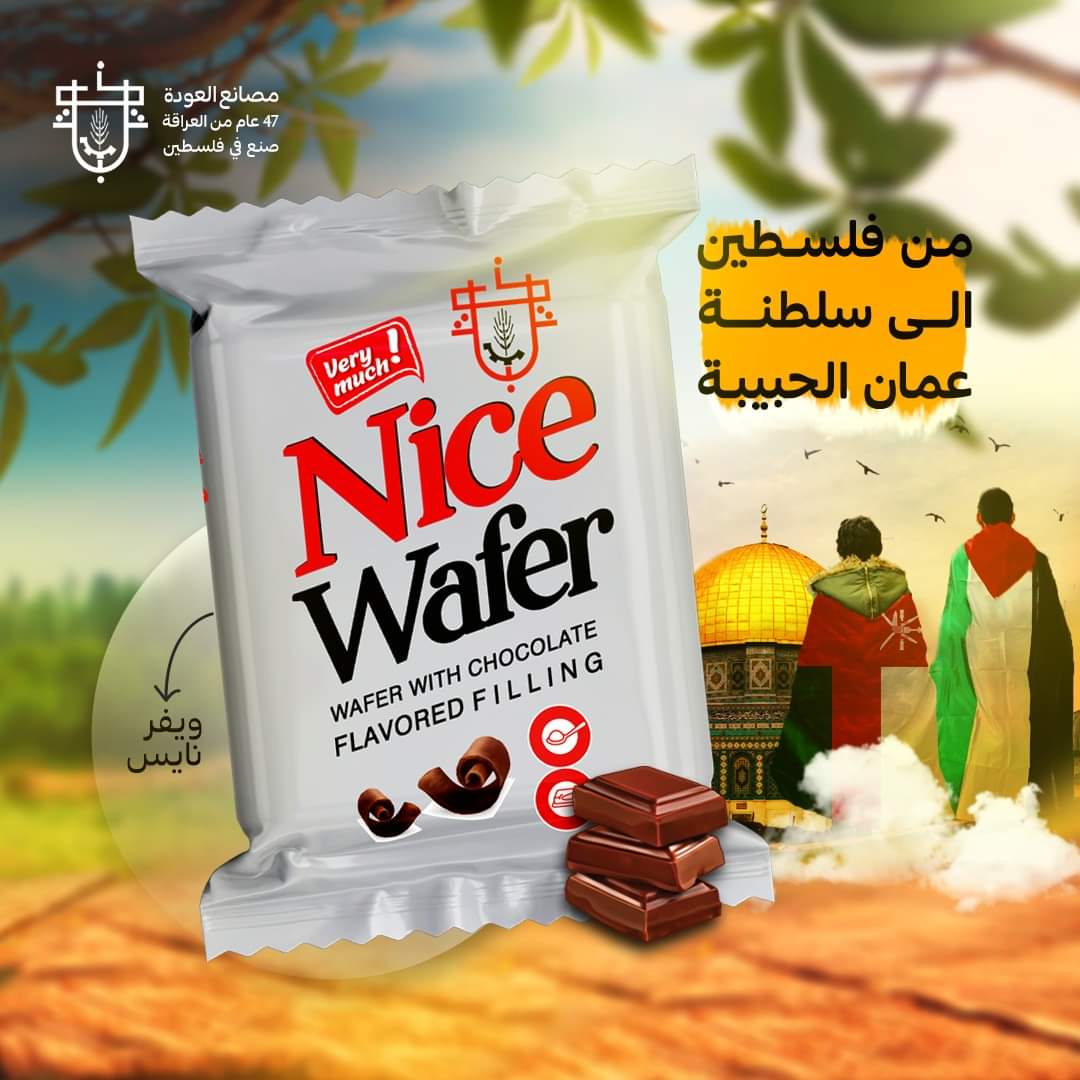 مصانع العودة
47 عام من العراقة
صنع في فلسطين
من فلسطين
الى سلطنة
عمان الحبيبة
Very
much!
Nice
Wafer
WAFER WITH CHOCOLATE
FLAVORED FILLING
ويفر
نايس